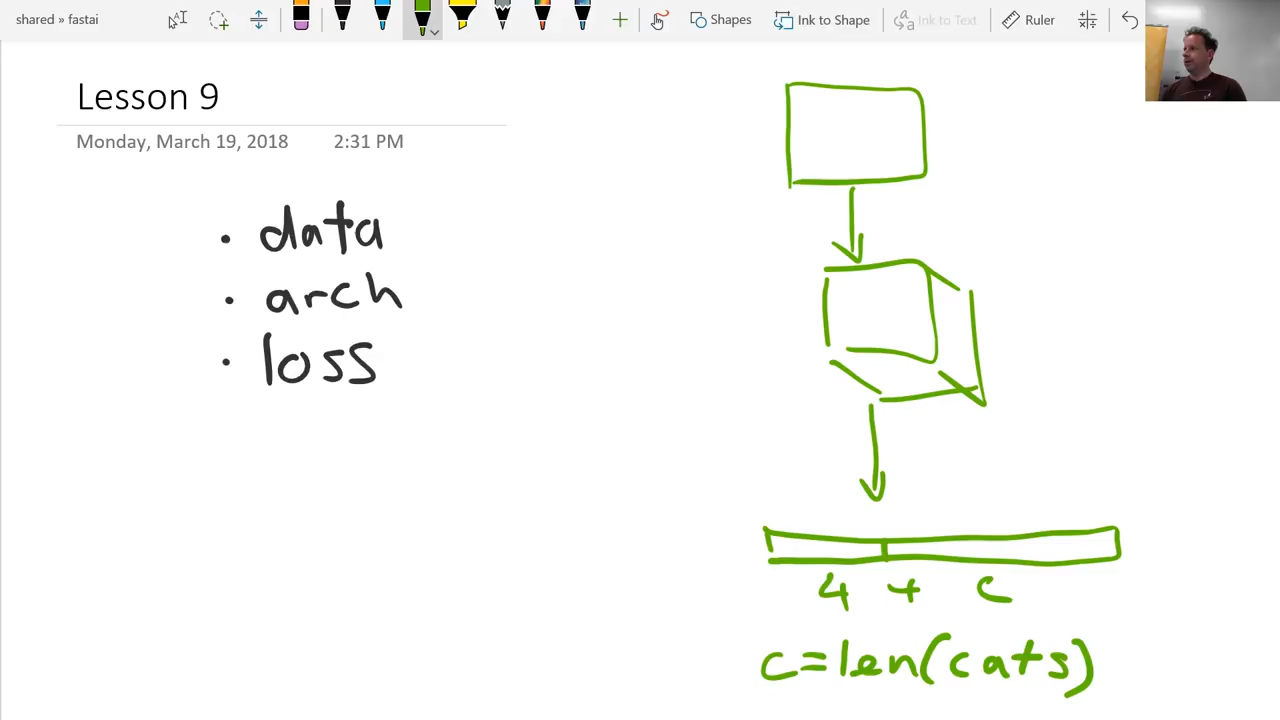 shared » fastai
Shapes
Ink to Shape
Ink to Text
Ruler
Lesson 9
Monday, March 19, 2018 2:31 PM
• data
• arch
• loss
4 + c
c=len(cats)